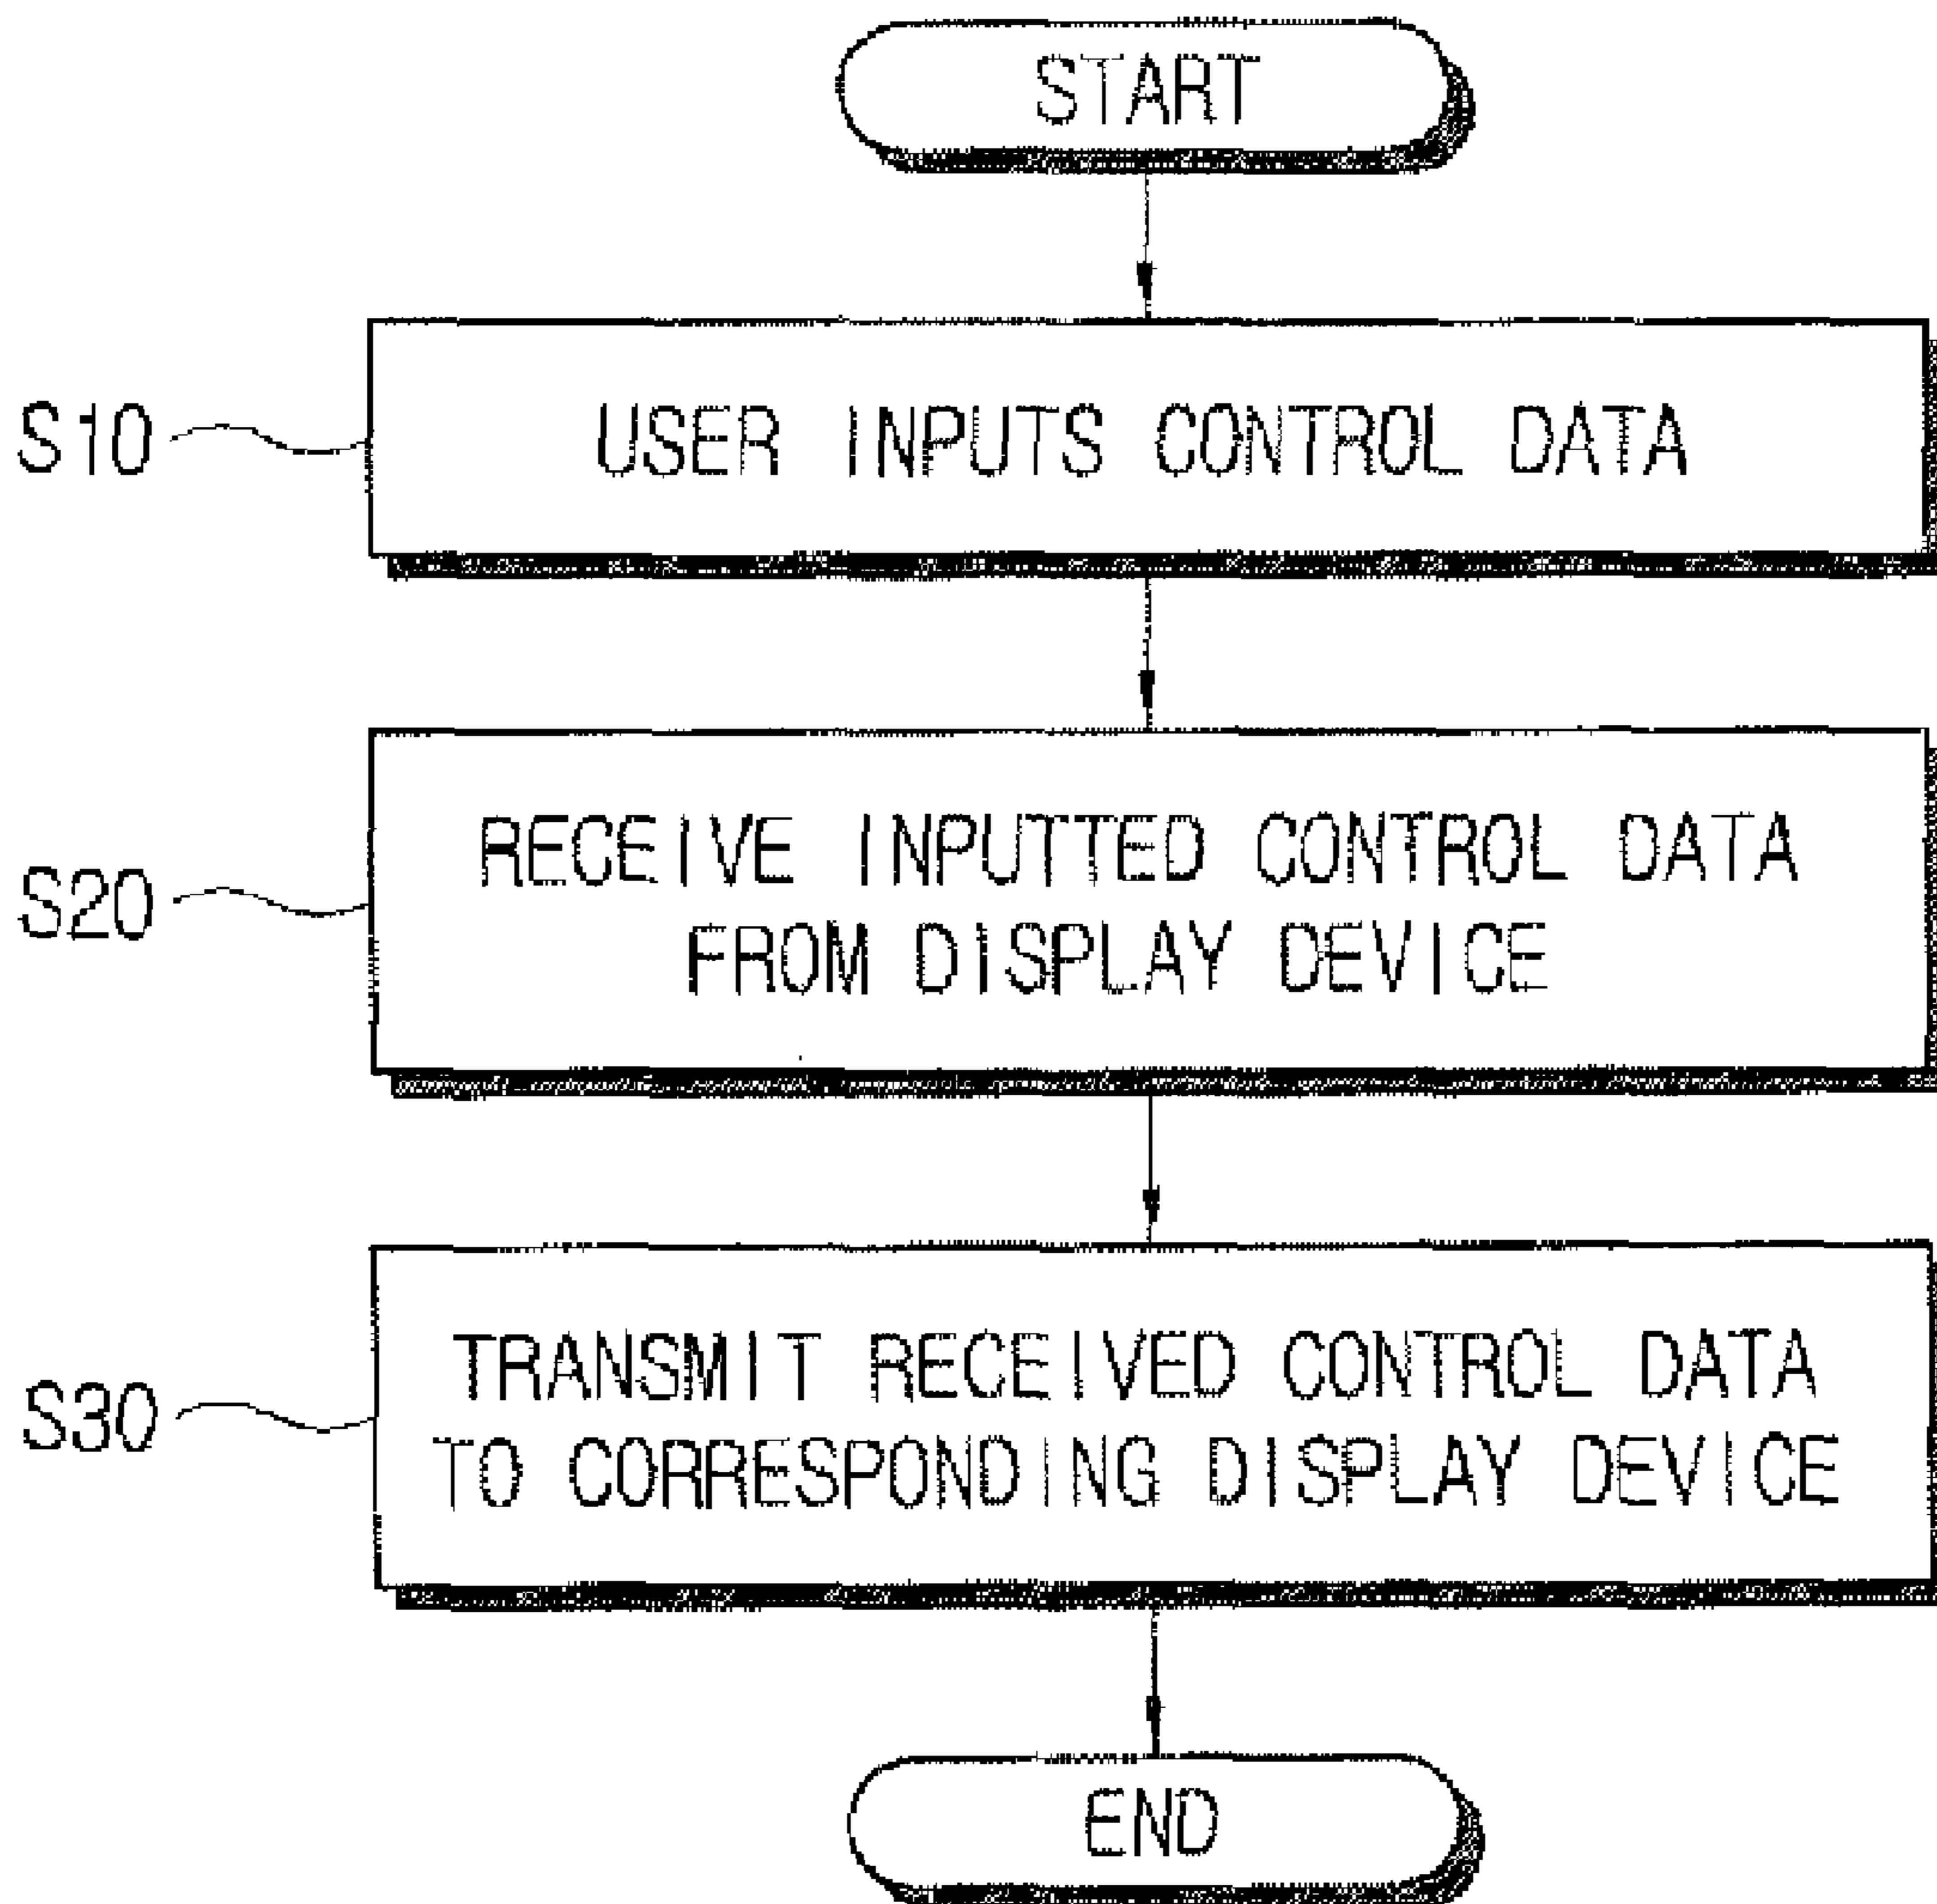 START
S10
USER INPUTS CONTROL DATA
S20
RECEIVE INPUTTED CONTROL DATA
FROM DISPLAY DEVICE
S30
TRANSMIT RECEIVED CONTROL DATA
TO CORRESPONDING DISPLAY DEVICE
END